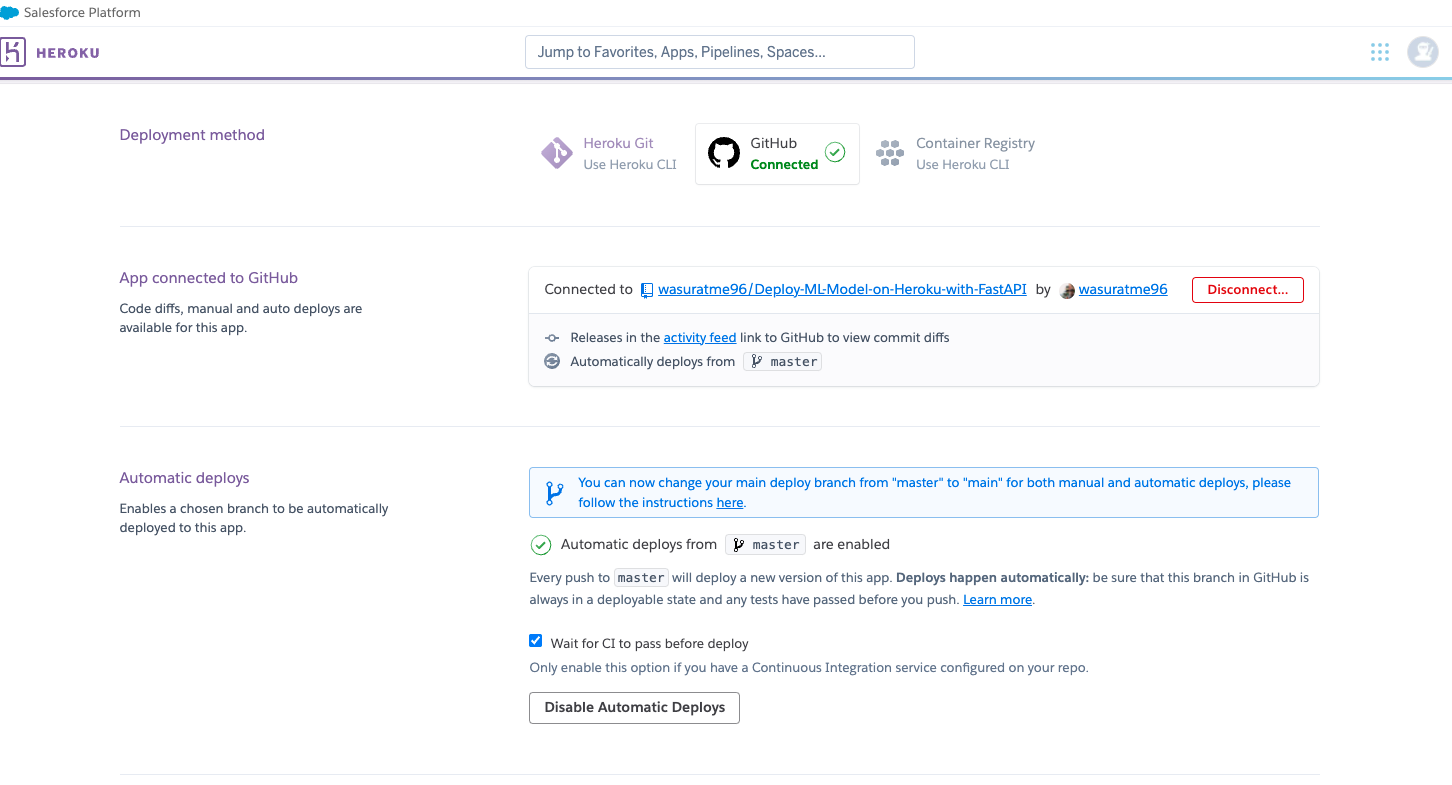 Salesforce Platform
HEROKU
Jump to Favorites, Apps, Pipelines, Spaces...
Deployment method
Heroku Git
Use Heroku CLI
GitHub
Connected
Container Registry
Use Heroku CLI
App connected to GitHub
Code diffs, manual and auto deploys are
available for this app.
Connected to wasuratme96/Deploy-ML-Model-on-Heroku-with-FastAPI by wasuratme96 Disconnect...
Releases in the activity feed link to GitHub to view commit diffs
Automatically deploys from master
Automatic deploys
Enables a chosen branch to be automatically
deployed to this app.
You can now change your main deploy branch from "master" to "main" for both manual and automatic deploys, please
follow the instructions here.
Automatic deploys from master are enabled
Every push to master will deploy a new version of this app. Deploys happen automatically: be sure that this branch in GitHub is
always in a deployable state and any tests have passed before you push. Learn more.
Wait for CI to pass before deploy
Only enable this option if you have a Continuous Integration service configured on your repo.
Disable Automatic Deploys